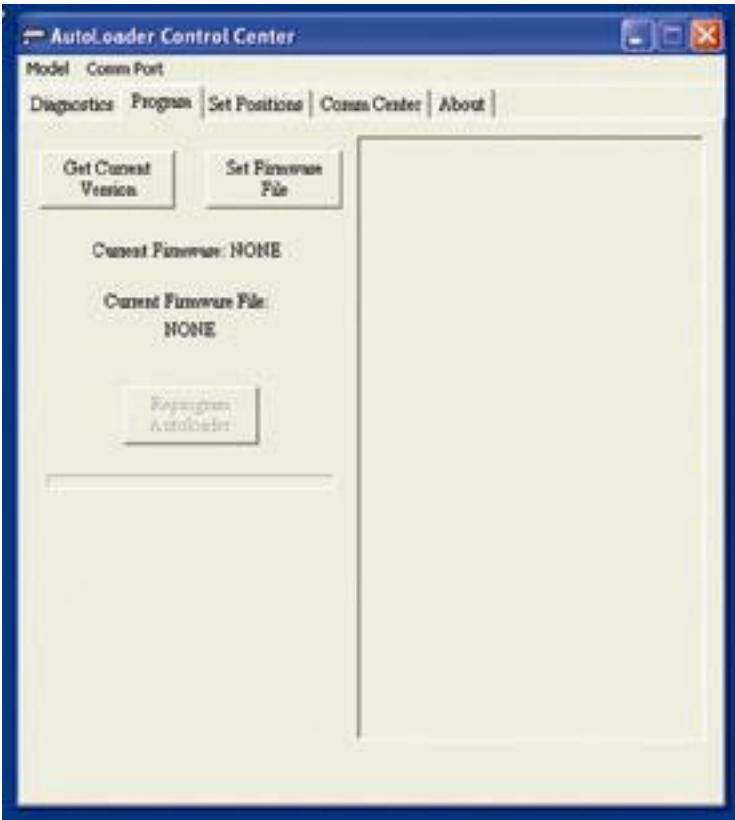 AutoLoader Control Center
Model Comm Port
Diagnostics Program Set Positions Comm Center About
Get Current Set Firmware
Version File
Current Firmware: NONE
Current Firmware File:
NONE
Reprogram
Autoloader